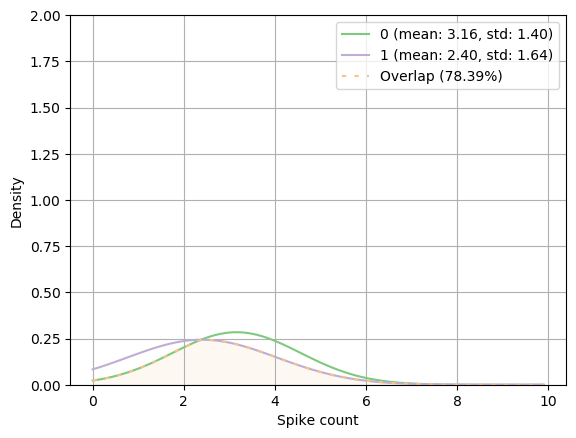 2.00
1.75
1.50
1.25
1.00
0.75
0.50
0.25
0.00
Density
0 (mean: 3.16, std: 1.40)
1 (mean: 2.40, std: 1.64)
Overlap (78.39%)
0 2 4 6 8 10
Spike count